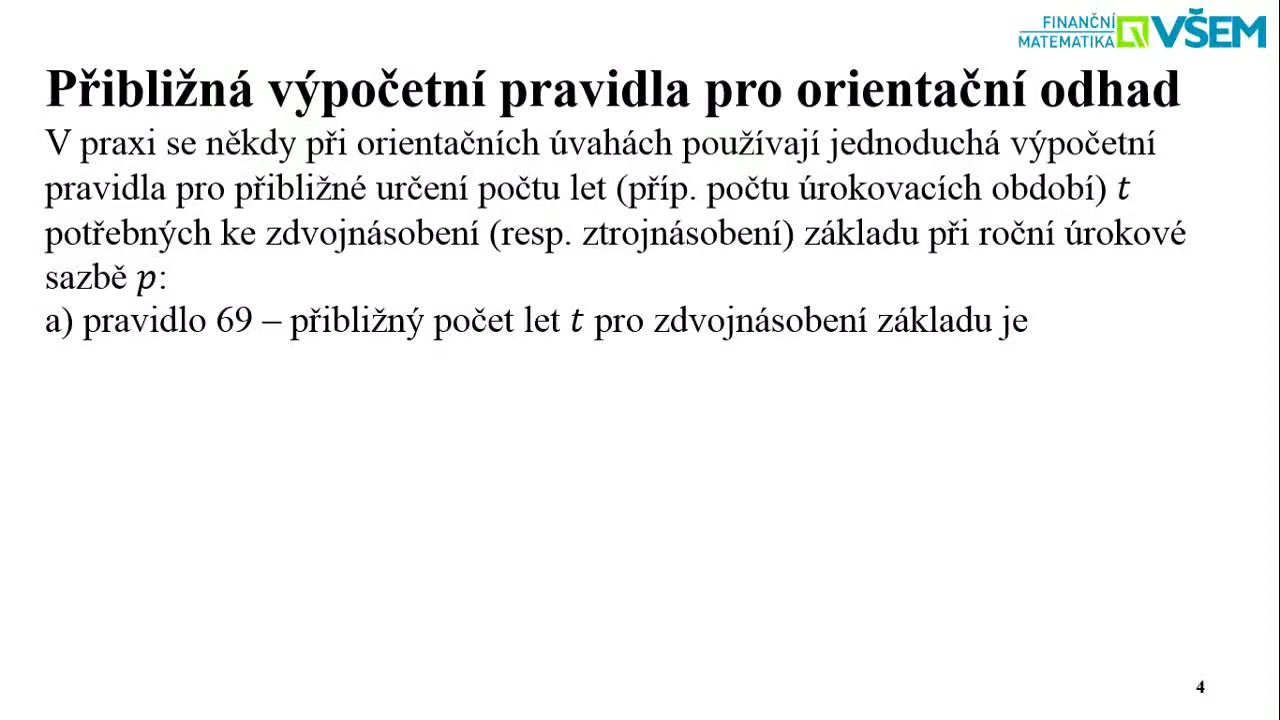 FINANČNÍ
MATEMATIKA VŠEM
Přibližná výpočetní pravidla pro orientační odhad
V praxi se někdy při orientačních úvahách používají jednoduchá výpočetní
pravidla pro přibližné určení počtu let (příp. počtu úrokovacích období) t
potřebných ke zdvojnásobení (resp. ztrojnásobení) základu při roční úrokové
sazbě p:
a) pravidlo 69 – přibližný počet let t pro zdvojnásobení základu je
4